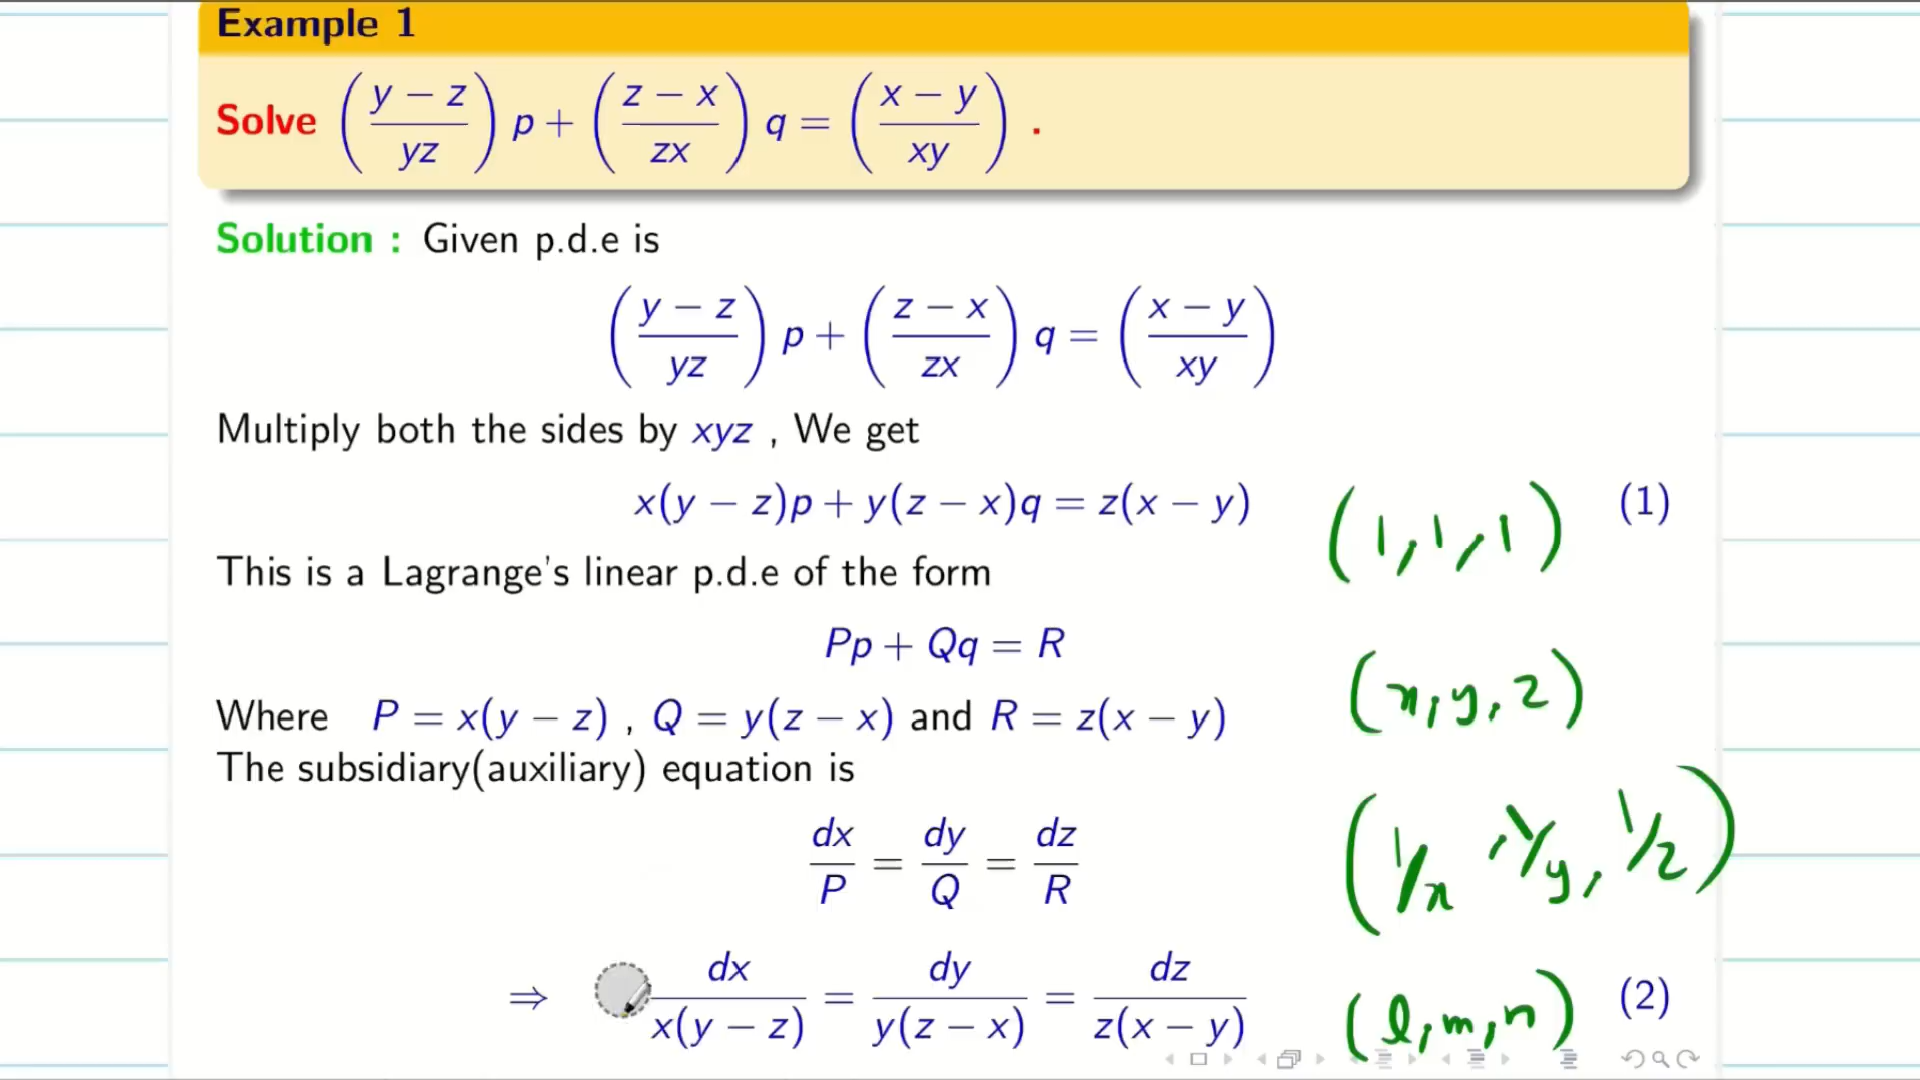 Example 1
Solve ((y − z)/yz) p + ((z − x)/zx) q = ((x − y)/xy) .
Solution : Given p.d.e is
((y − z)/yz) p + ((z − x)/zx) q = ((x − y)/xy)
Multiply both the sides by xyz , We get
x(y − z)p + y(z − x)q = z(x − y) (1)
(1, 1, 1)
This is a Lagrange's linear p.d.e of the form
Pp + Qq = R
(x, y, z)
Where P = x(y − z) , Q = y(z − x) and R = z(x − y)
The subsidiary(auxiliary) equation is
dx/P = dy/Q = dz/R
(1/x, 1/y, 1/z)
⇒ dx/x(y − z) = dy/y(z − x) = dz/z(x − y) (2)
(l, m, n)